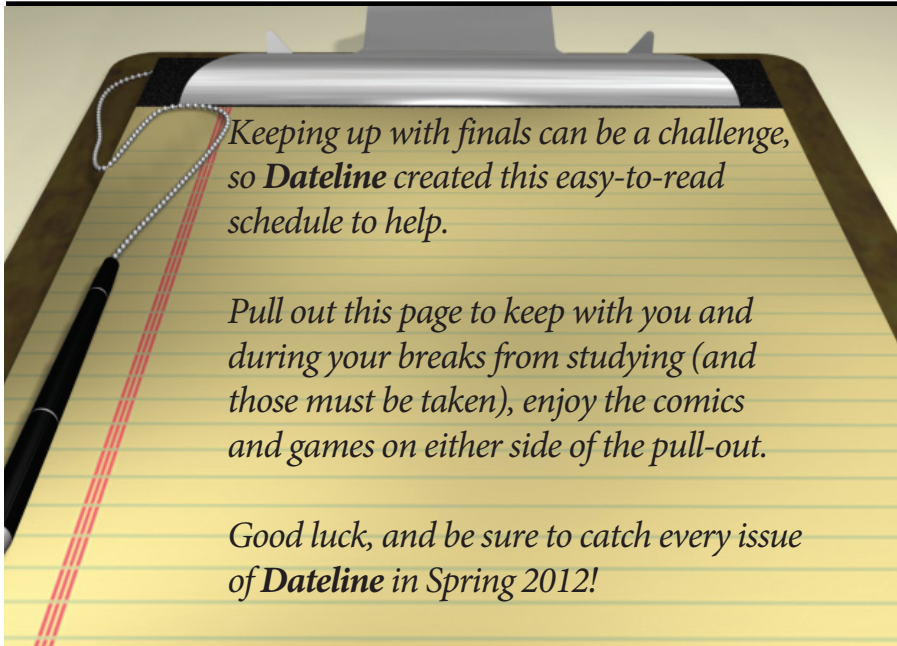 Keeping up with finals can be a challenge,
so Dateline created this easy-to-read
schedule to help.
Pull out this page to keep with you and
during your breaks from studying (and
those must be taken), enjoy the comics
and games on either side of the pull-out.
Good luck, and be sure to catch every issue
of Dateline in Spring 2012!